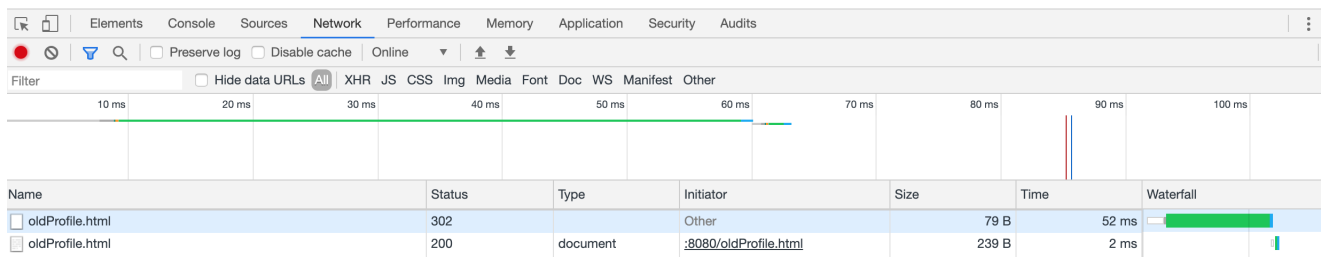 Elements Console Sources Network Performance Memory Application Security Audits
Preserve log Disable cache Online
Filter Hide data URLs All XHR JS CSS Img Media Font Doc WS Manifest Other
10 ms 20 ms 30 ms 40 ms 50 ms 60 ms 70 ms 80 ms 90 ms 100 ms
Name Status Type Initiator Size Time Waterfall
oldProfile.html 302 Other 79 B 52 ms
oldProfile.html 200 document :8080/oldProfile.html 239 B 2 ms